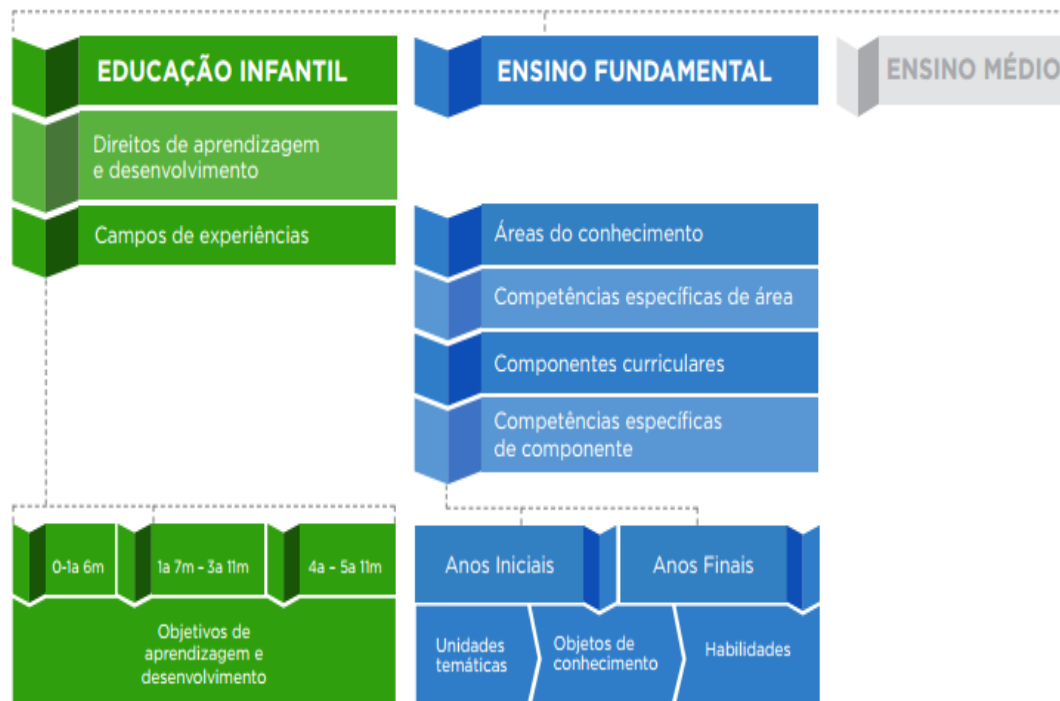 EDUCAÇÃO INFANTIL
Direitos de aprendizagem
e desenvolvimento
Campos de experiências
0-1a 6m
1a 7m - 3a 11m
4a - 5a 11m
Objetivos de
aprendizagem e
desenvolvimento
ENSINO FUNDAMENTAL
Áreas do conhecimento
Competências específicas de área
Componentes curriculares
Competências específicas
de componente
Anos Iniciais
Anos Finais
Unidades
temáticas
Objetos de
conhecimento
Habilidades
ENSINO MÉDIO